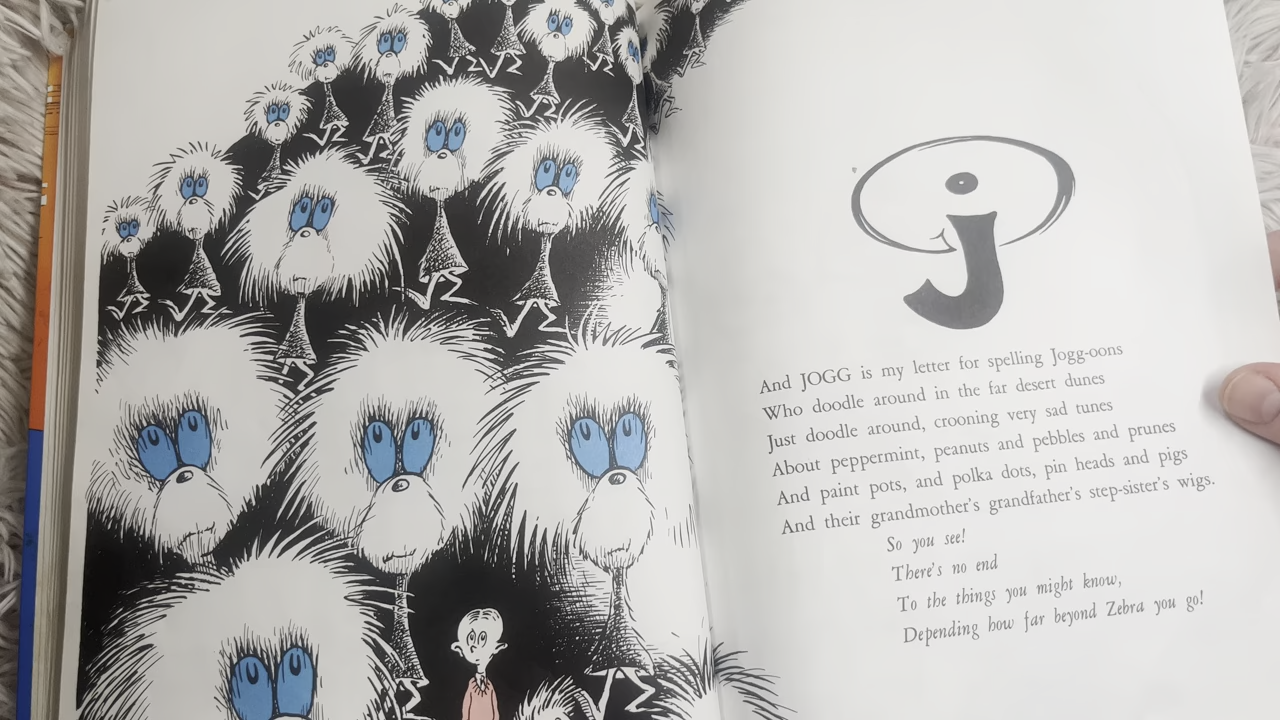 And JOGG is my letter for spelling Jogg-oons
Who doodle around in the far desert dunes
Just doodle around, crooning very sad tunes
About peppermint, peanuts and pebbles and prunes
And paint pots, and polka dots, pin heads and pigs
And their grandmother's grandfather's step-sister's wigs.
So you see!
There's no end
To the things you might know,
Depending how far beyond Zebra you go!